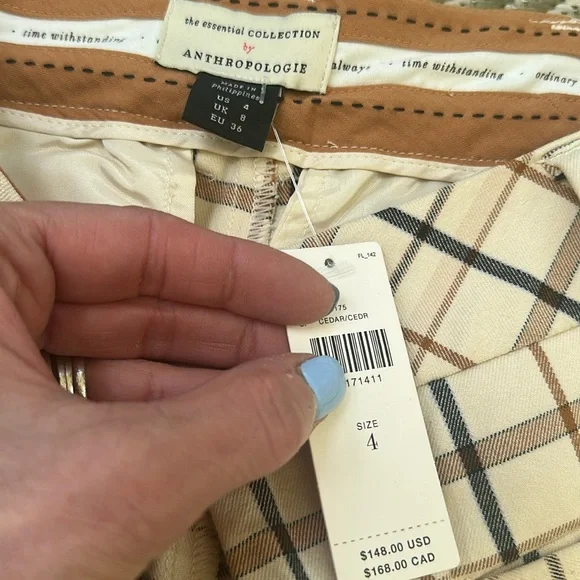 the essential COLLECTION
by
ANTHROPOLOGIE
time withstanding
always
time withstanding
ordinary
MADE IN
PHILIPPINES
US 4
UK 8
EU 36
FL_142
175
CEDAR/CEDR
171411
SIZE
4
$148.00 USD
$168.00 CAD